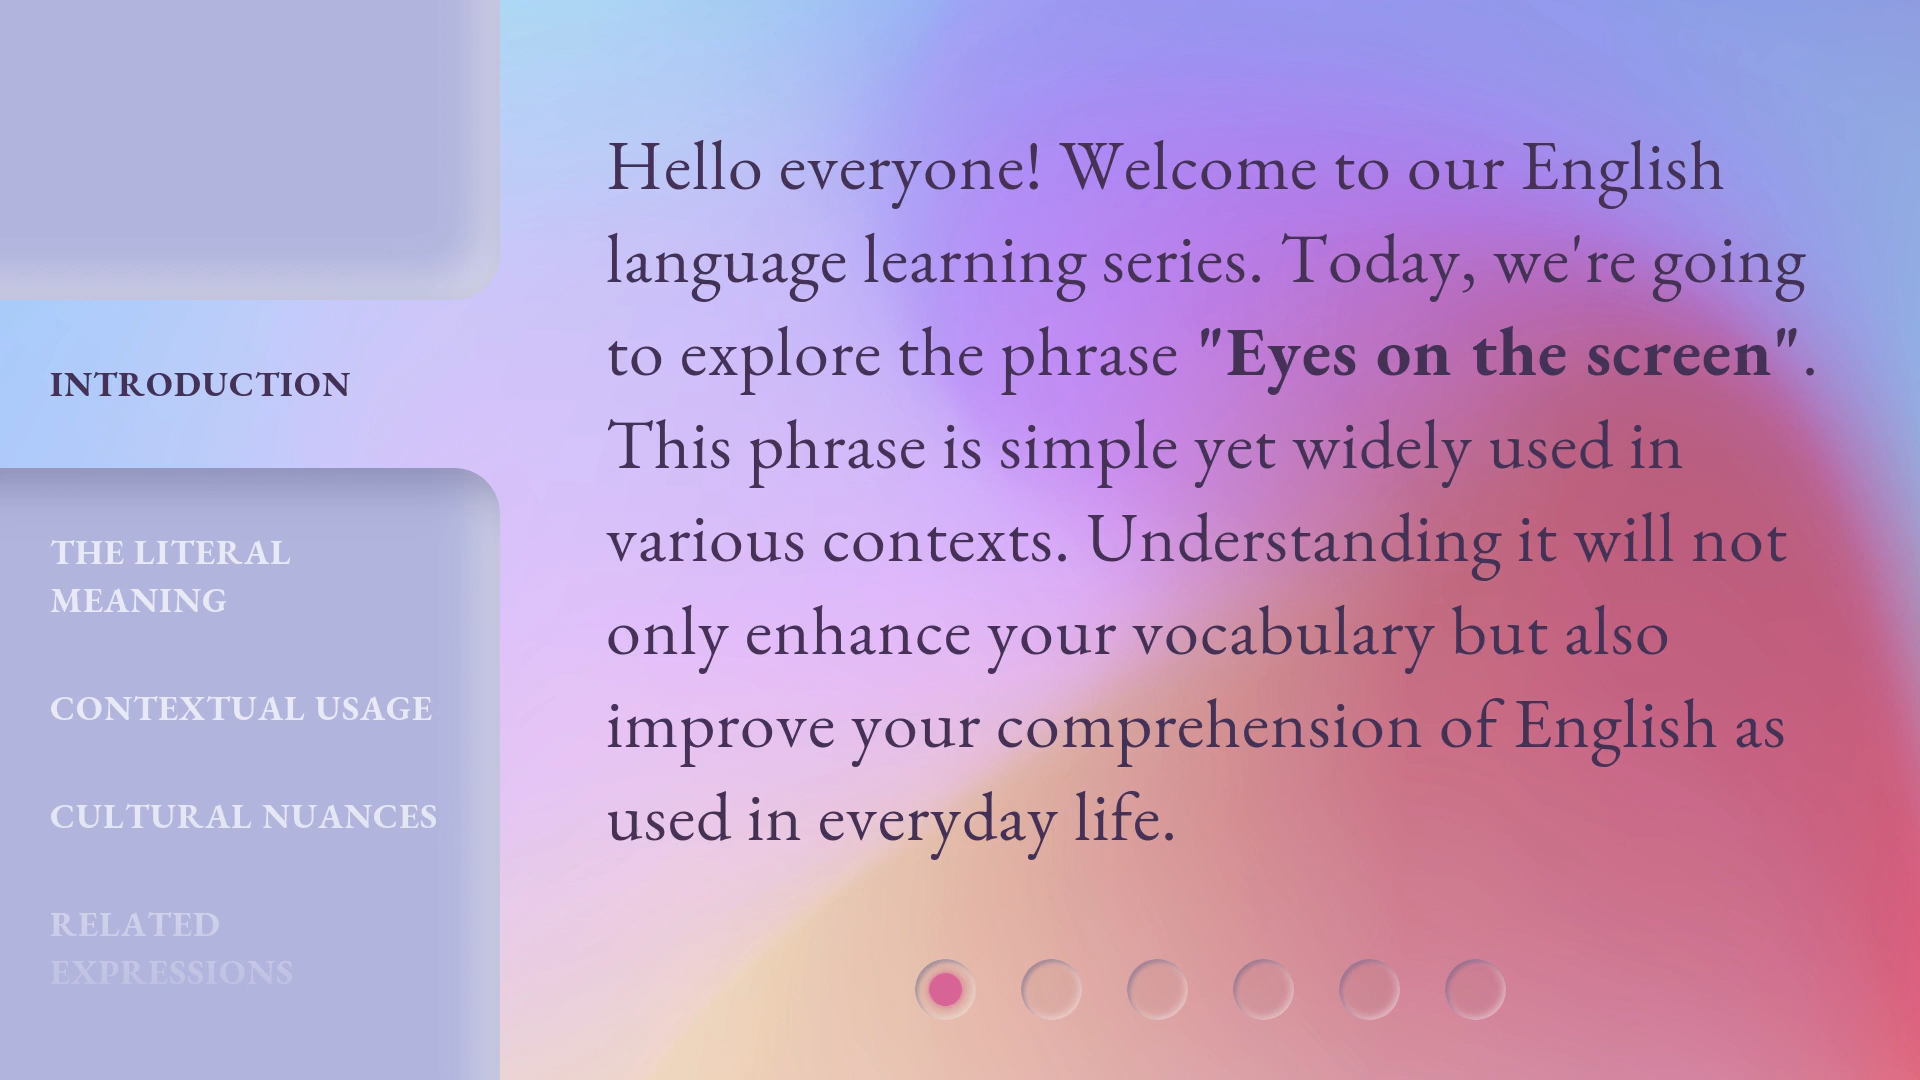 INTRODUCTION
THE LITERAL
MEANING
CONTEXTUAL USAGE
CULTURAL NUANCES
RELATED
EXPRESSIONS
Hello everyone! Welcome to our English
language learning series. Today, we're going
to explore the phrase "Eyes on the screen".
This phrase is simple yet widely used in
various contexts. Understanding it will not
only enhance your vocabulary but also
improve your comprehension of English as
used in everyday life.